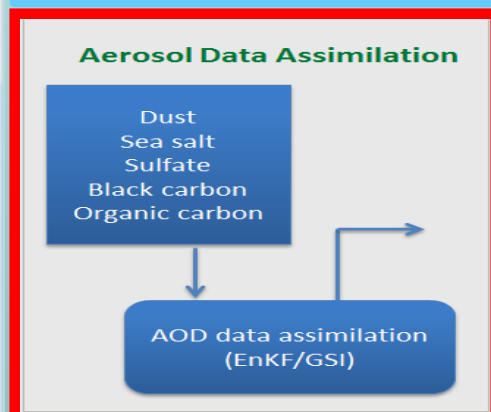 Aerosol Data Assimilation
Dust
Sea salt
Sulfate
Black carbon
Organic carbon
AOD data assimilation
(EnKF/GSI)